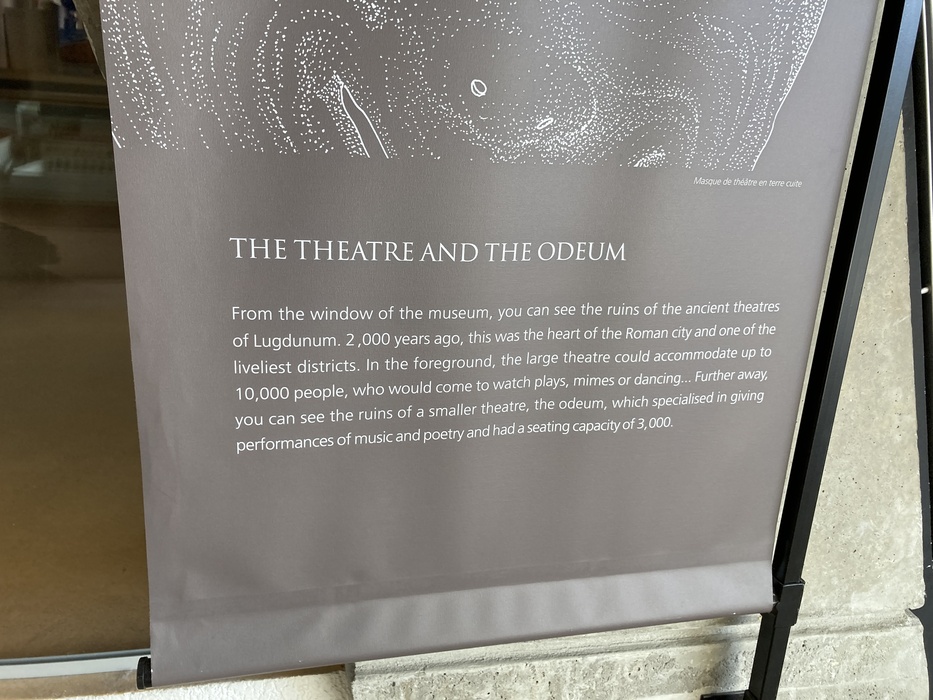 Masque de théâtre en terre cuite
THE THEATRE AND THE ODEUM
From the window of the museum, you can see the ruins of the ancient theatres
of Lugdunum. 2,000 years ago, this was the heart of the Roman city and one of the
liveliest districts. In the foreground, the large theatre could accommodate up to
10,000 people, who would come to watch plays, mimes or dancing... Further away,
you can see the ruins of a smaller theatre, the odeum, which specialised in giving
performances of music and poetry and had a seating capacity of 3,000.